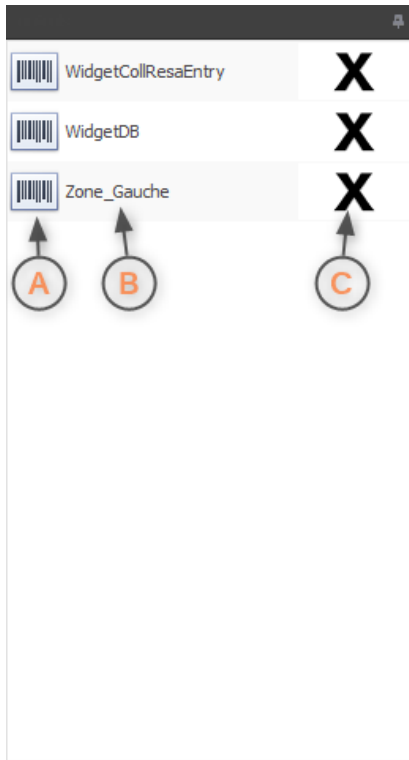 WidgetCollResaEntry X
WidgetDB X
Zone_Gauche X
A B C